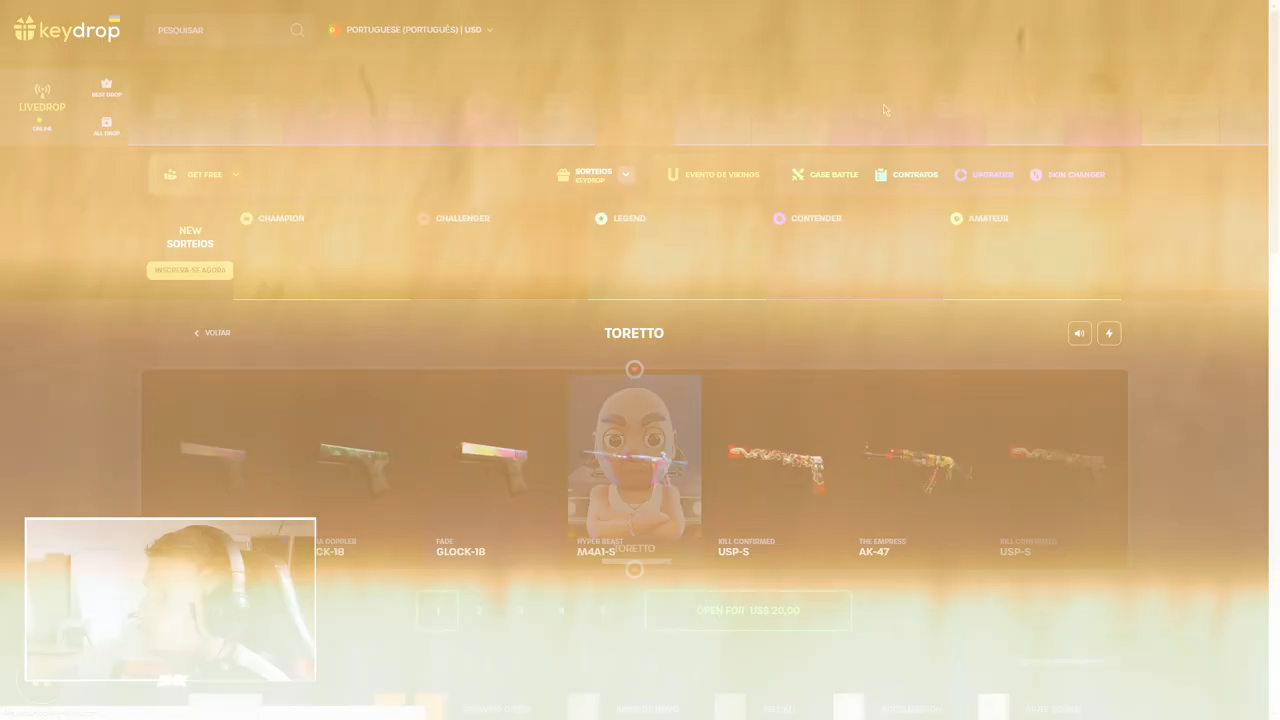 keydrop
PESQUISAR
PORTUGUESE (PORTUGUÊS) | USD
LIVEDROP
ONLINE
BEST DROP
ALL DROP
GET FREE
SORTEIOS
KEYDROP
EVENTO DE VIKINGS
CASE BATTLE
CONTRATOS
UPGRADER
SKIN CHANGER
NEW
SORTEIOS
INSCREVA-SE AGORA
CHAMPION
CHALLENGER
LEGEND
CONTENDER
AMATEUR
VOLTAR
TORETTO
FADE
GLOCK-18
HYPER BEAST
M4A1-S
TORETTO
KILL CONFIRMED
USP-S
THE EMPRESS
AK-47
KILL CONFIRMED
USP-S
1
2
3
4
5
OPEN FOR US$ 20,00